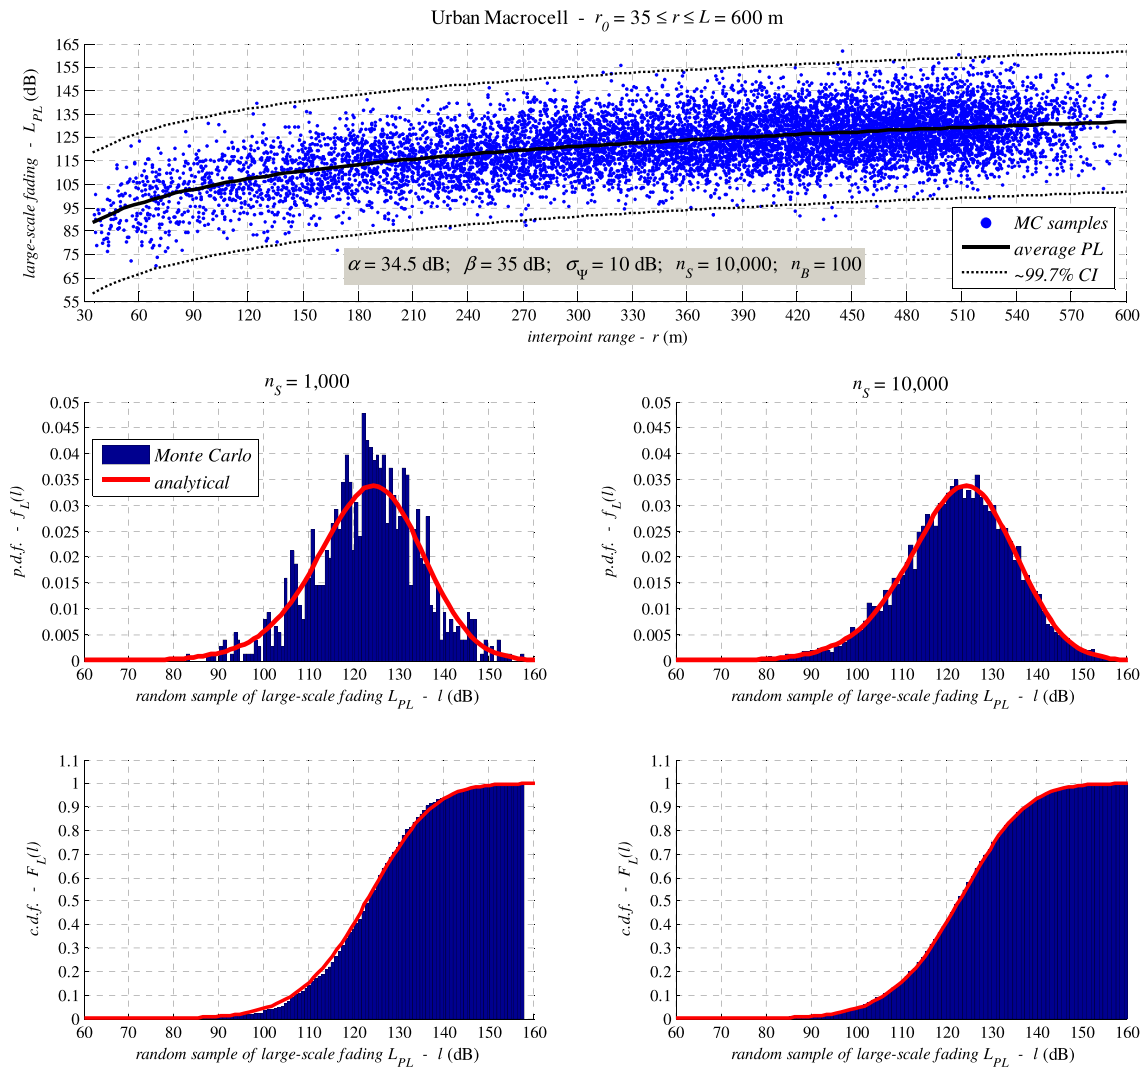 Urban Macrocell - r0 = 35 ≤ r ≤ L = 600 m
large-scale fading - LPL (dB)
165
155
145
135
125
115
105
95
85
75
65
55
MC samples
average PL
~99.7% CI
α = 34.5 dB; β = 35 dB; σΨ = 10 dB; nS = 10,000; nB = 100
30 60 90 120 150 180 210 240 270 300 330 360 390 420 450 480 510 540 570 600
interpoint range - r (m)
nS = 1,000
p.d.f. - fL(l)
0.05
0.045
0.04
0.035
0.03
0.025
0.02
0.015
0.01
0.005
0
Monte Carlo
analytical
60 70 80 90 100 110 120 130 140 150 160
random sample of large-scale fading LPL - l (dB)
nS = 10,000
p.d.f. - fL(l)
0.05
0.045
0.04
0.035
0.03
0.025
0.02
0.015
0.01
0.005
0
60 70 80 90 100 110 120 130 140 150 160
random sample of large-scale fading LPL - l (dB)
c.d.f. - FL(l)
1.1
1
0.9
0.8
0.7
0.6
0.5
0.4
0.3
0.2
0.1
0
60 70 80 90 100 110 120 130 140 150 160
random sample of large-scale fading LPL - l (dB)
c.d.f. - FL(l)
1.1
1
0.9
0.8
0.7
0.6
0.5
0.4
0.3
0.2
0.1
0
60 70 80 90 100 110 120 130 140 150 160
random sample of large-scale fading LPL - l (dB)